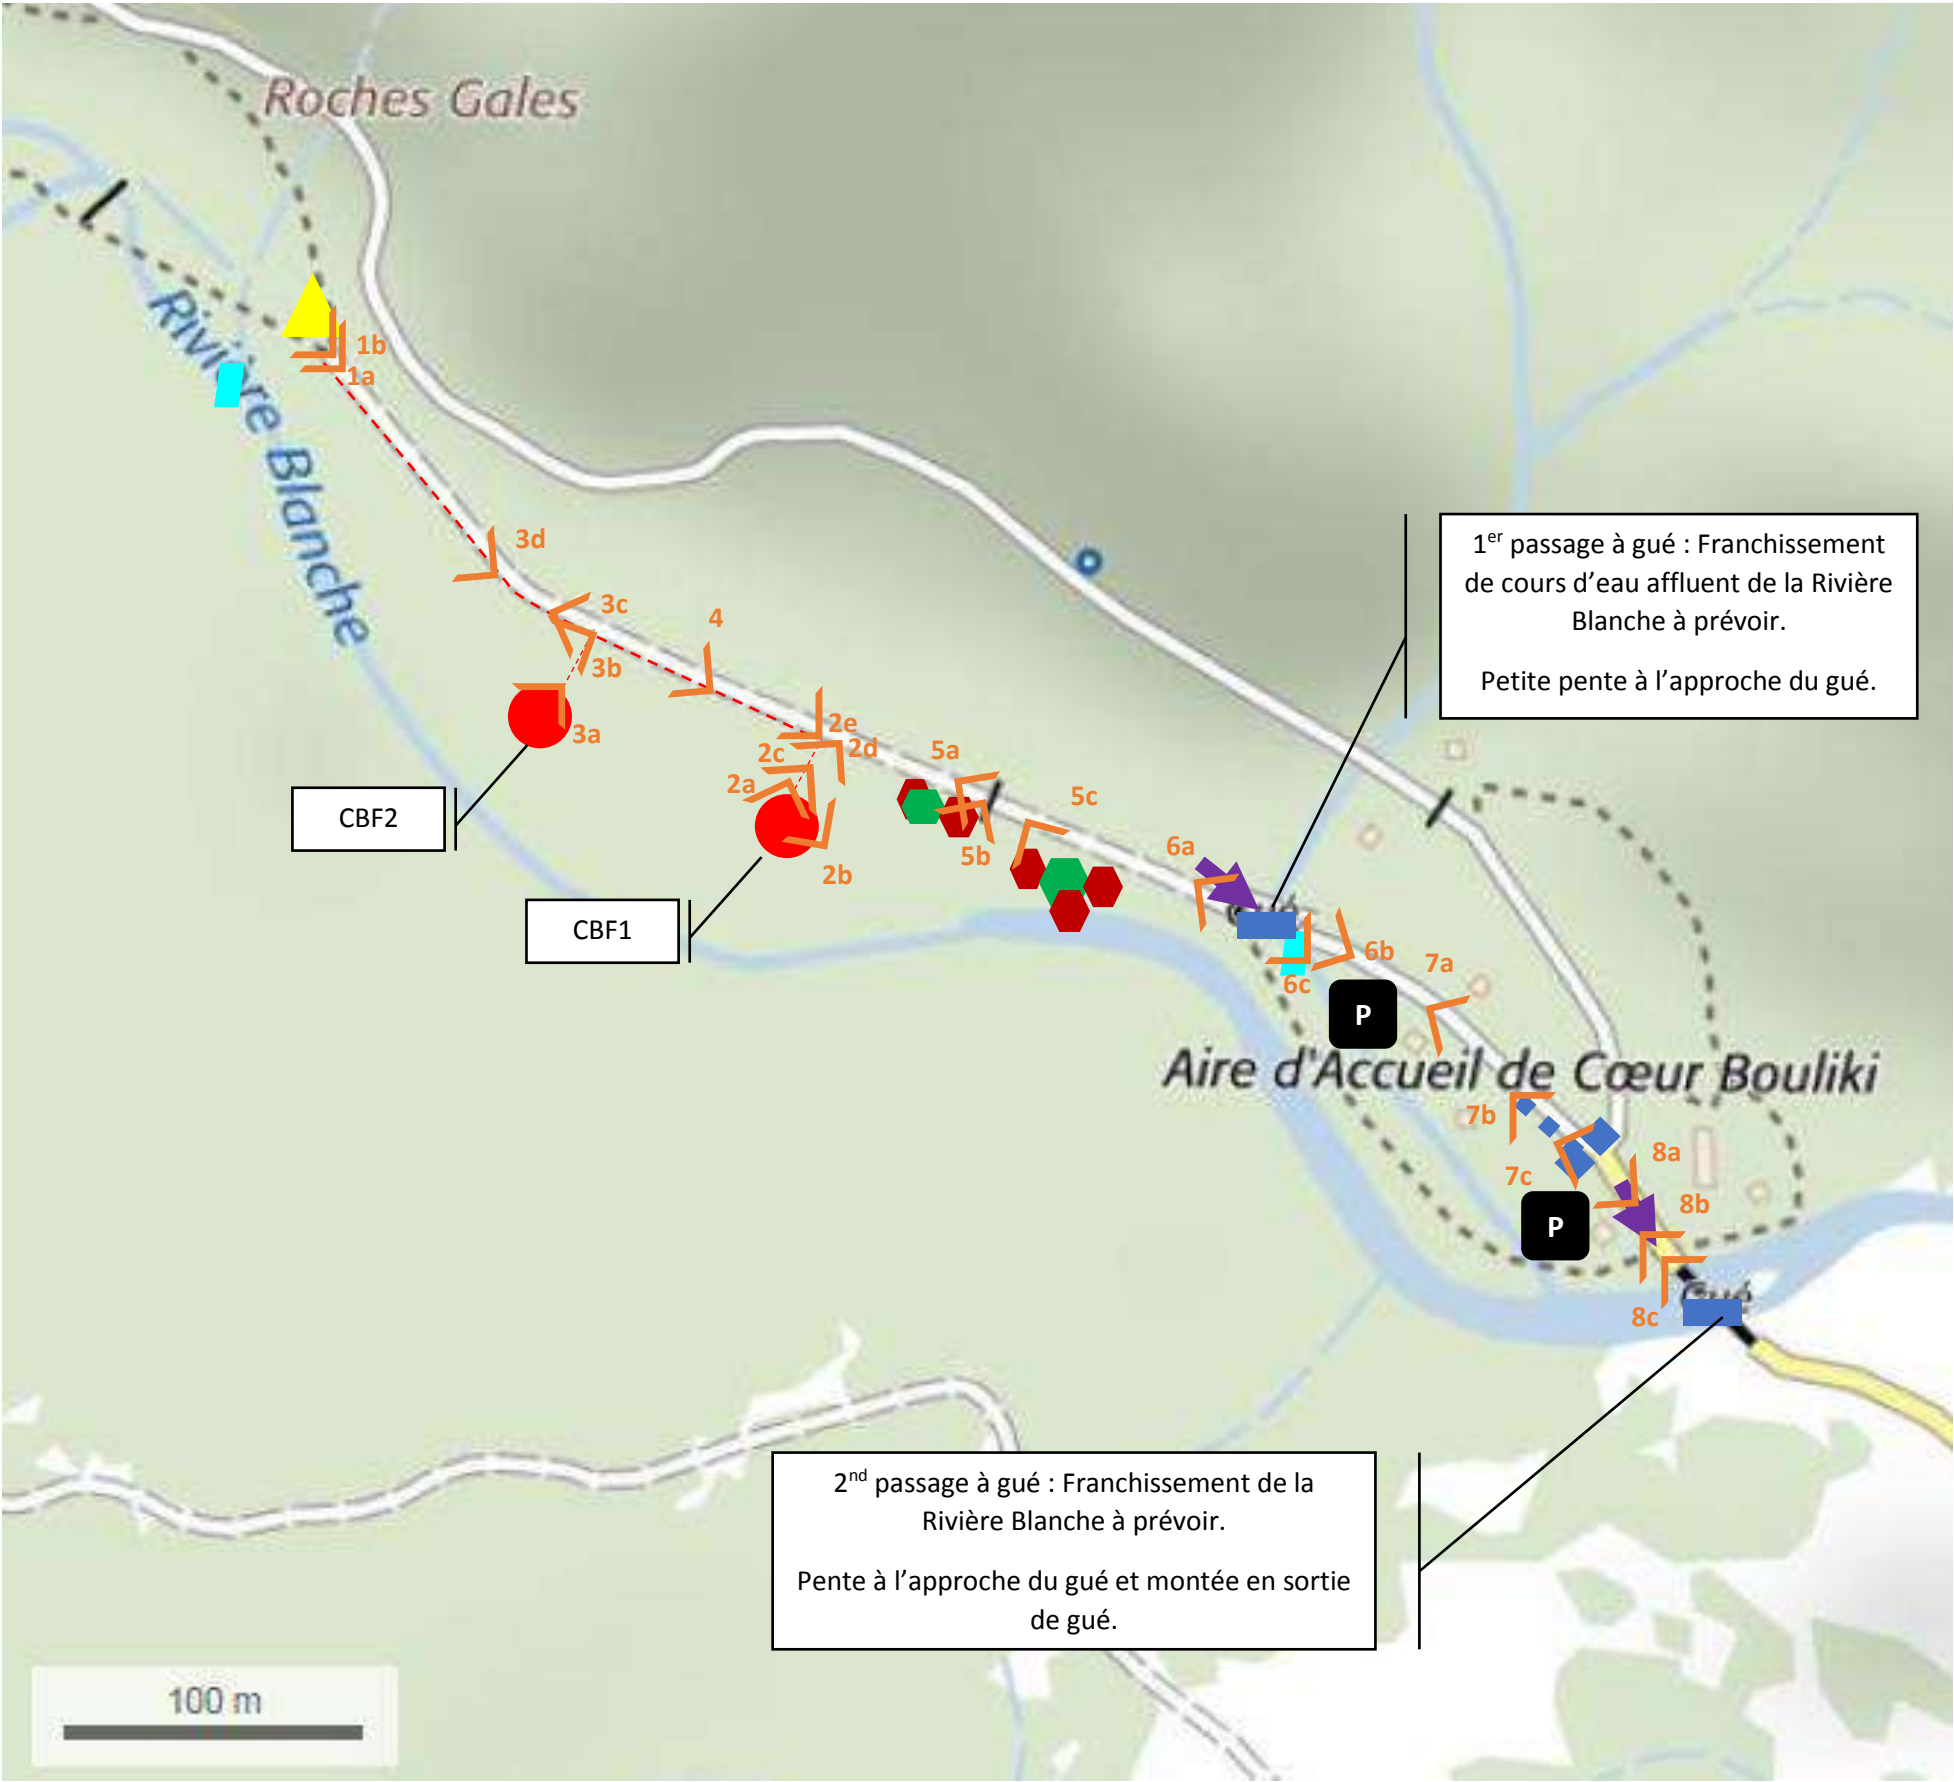 Roches Gales
1b
1a
Rivière Blanche
3d
1er passage à gué : Franchissement
de cours d'eau affluent de la Rivière
Blanche à prévoir.
Petite pente à l'approche du gué.
3c
4
3b
3a
2e
2d
2c
2a
5a
5c
CBF2
5b
6a
2b
CBF1
Gué
6b
6c
7a
P
Aire d'Accueil de Cœur Bouliki
7b
7c
8a
8b
P
Gué
8c
2nd passage à gué : Franchissement de la
Rivière Blanche à prévoir.
Pente à l'approche du gué et montée en sortie
de gué.
100 m